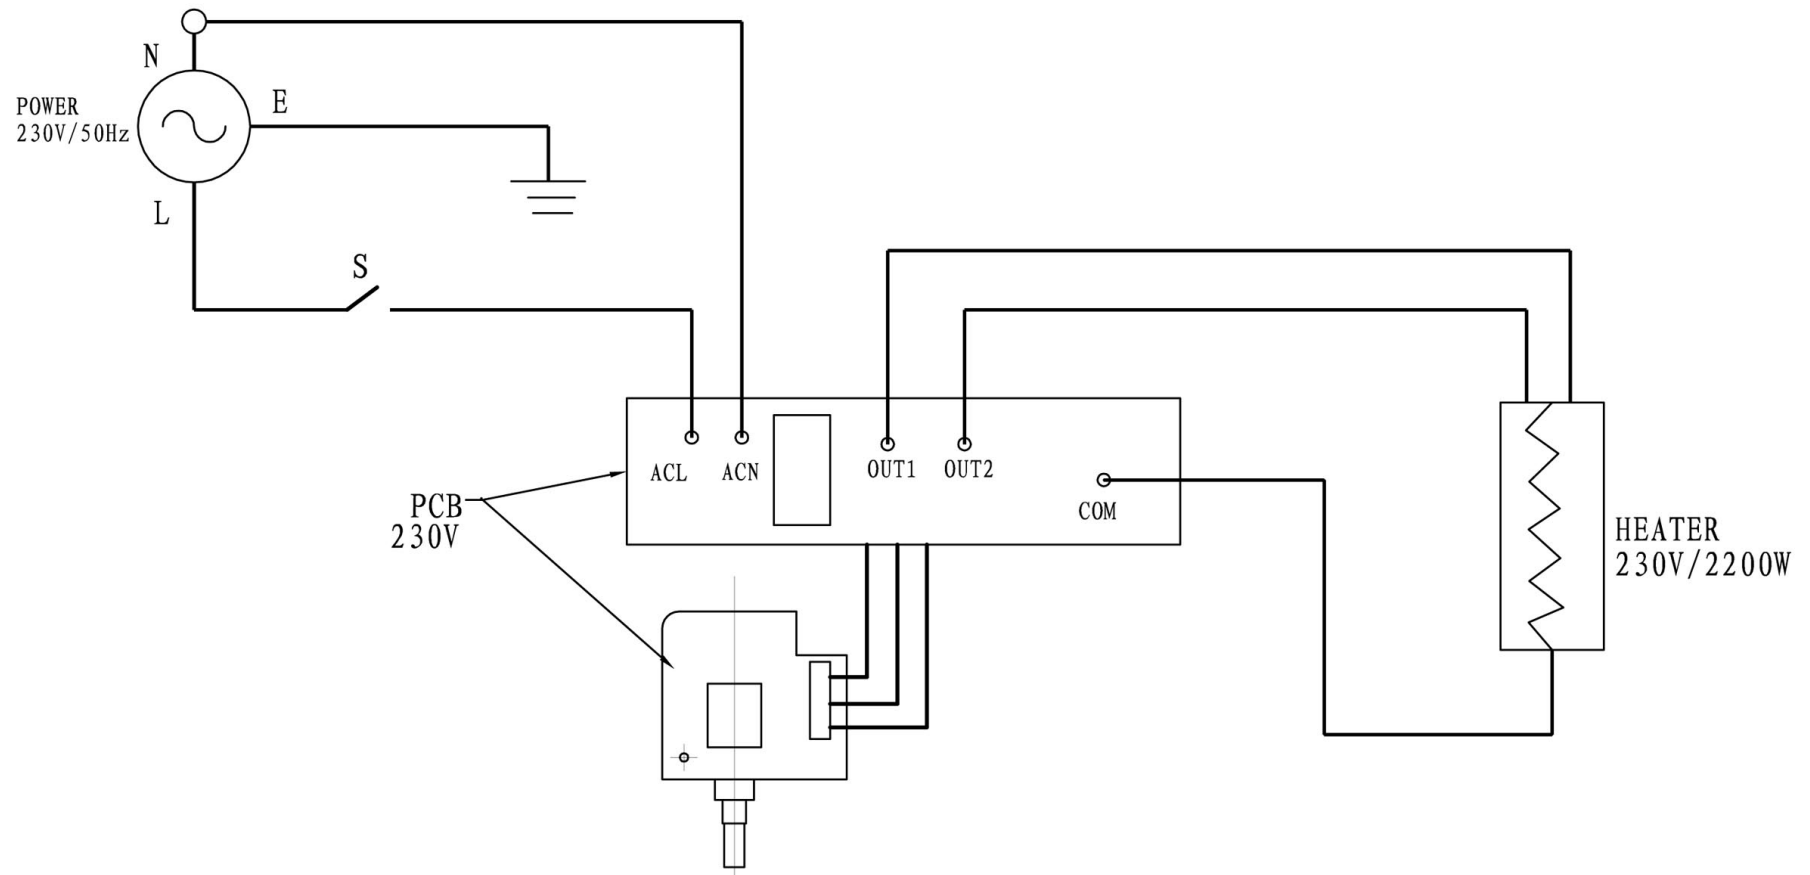 N
POWER
230V/50Hz
E
L
S
ACL
ACN
OUT1
OUT2
COM
PCB
230V
HEATER
230V/2200W